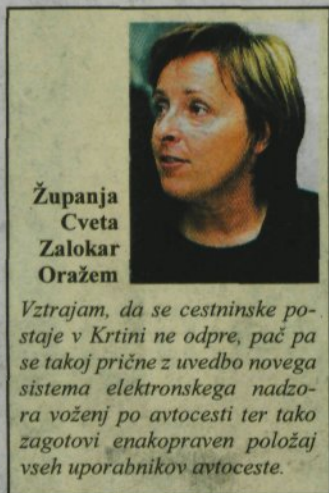 Županja
Cveta
Zalokar
Oražem
Vztrajam, da se cestninske po-
staje v Krtini ne odpre, pač pa
se takoj prične z uvedbo novega
sistema elektronskega nadzo-
ra voženj po avtocesti ter tako
zagotovi enakopraven položaj
vseh uporabnikov avtoceste.